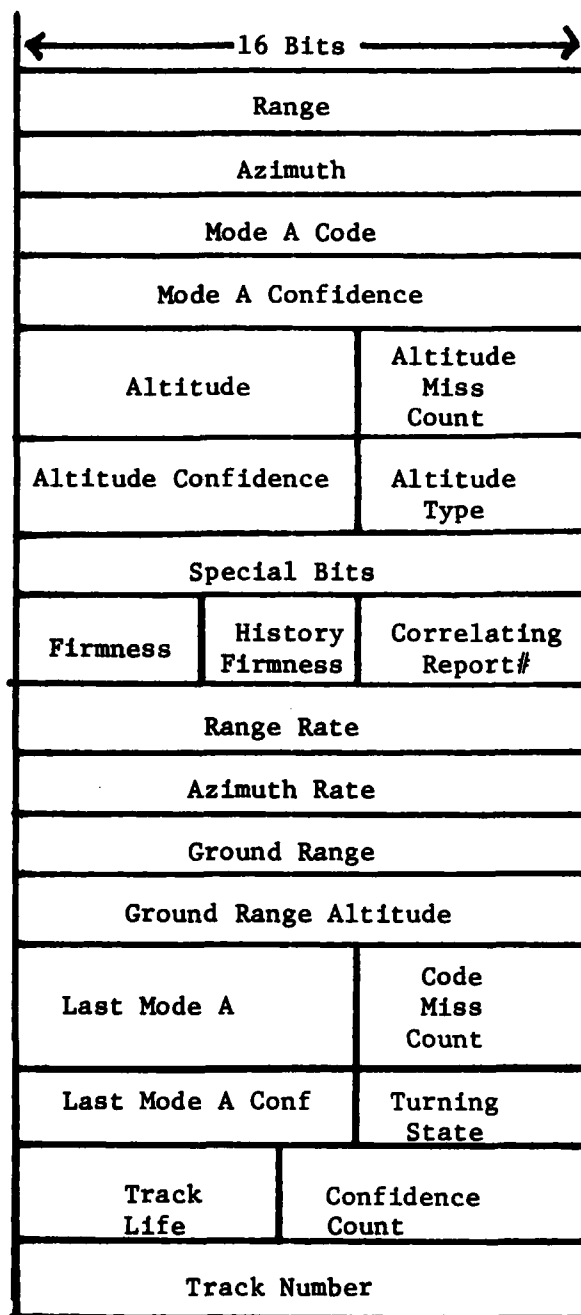 16 Bits
Range
Azimuth
Mode A Code
Mode A Confidence
Altitude
Altitude
Miss
Count
Altitude Confidence
Altitude
Type
Special Bits
Firmness
History
Firmness
Correlating
Report#
Range Rate
Azimuth Rate
Ground Range
Ground Range Altitude
Last Mode A
Code
Miss
Count
Last Mode A Conf
Turning
State
Track
Life
Confidence
Count
Track Number